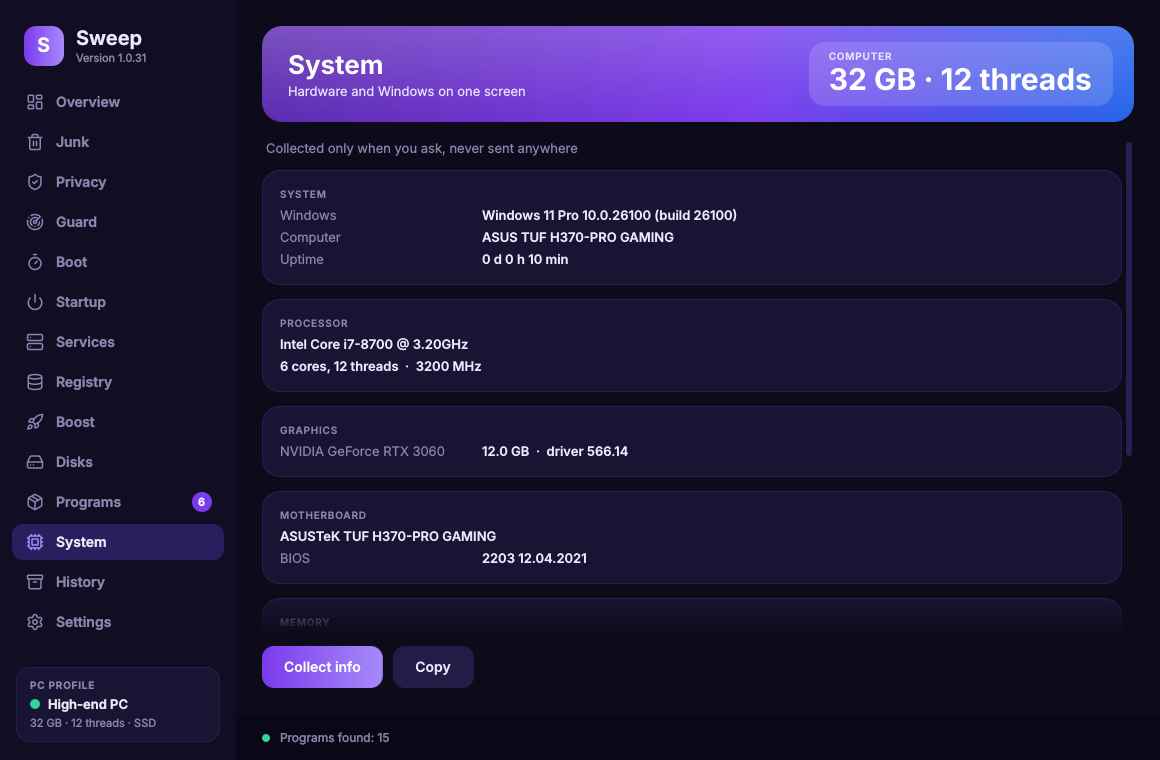 S
Sweep
Version 1.0.31
Overview
Junk
Privacy
Guard
Boot
Startup
Services
Registry
Boost
Disks
Programs 6
System
History
Settings
PC PROFILE
High-end PC
32 GB · 12 threads · SSD
System
Hardware and Windows on one screen
COMPUTER
32 GB · 12 threads
Collected only when you ask, never sent anywhere
SYSTEM
Windows Windows 11 Pro 10.0.26100 (build 26100)
Computer ASUS TUF H370-PRO GAMING
Uptime 0 d 0 h 10 min
PROCESSOR
Intel Core i7-8700 @ 3.20GHz
6 cores, 12 threads · 3200 MHz
GRAPHICS
NVIDIA GeForce RTX 3060 12.0 GB · driver 566.14
MOTHERBOARD
ASUSTeK TUF H370-PRO GAMING
BIOS 2203 12.04.2021
MEMORY
Collect info
Copy
Programs found: 15